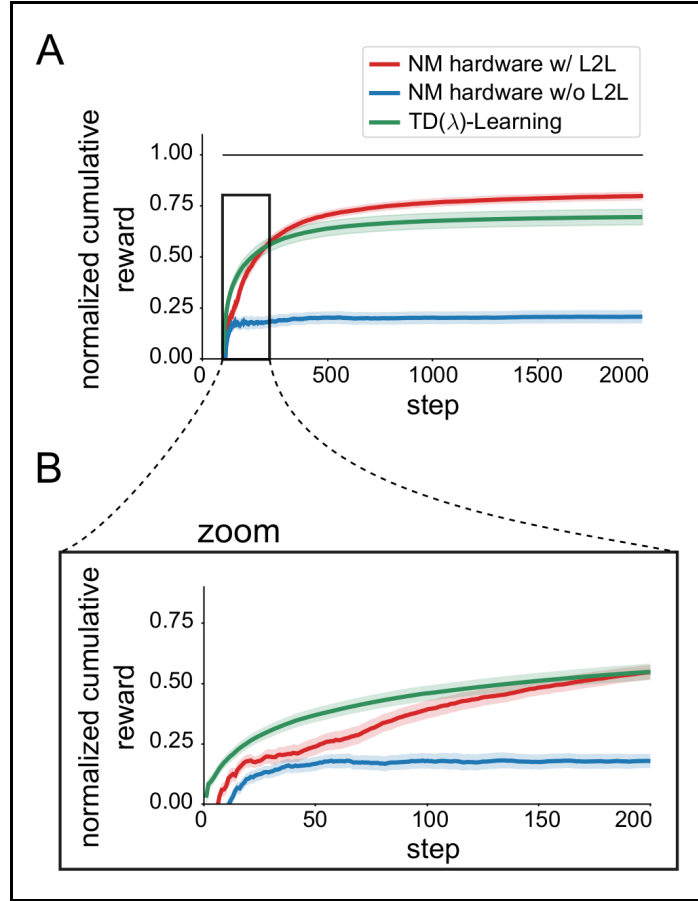 A
NM hardware w/ L2L
NM hardware w/o L2L
TD(λ)-Learning
normalized cumulative
reward
1.00
0.75
0.50
0.25
0.00
0
500
1000
1500
2000
step
B
zoom
normalized cumulative
reward
0.75
0.50
0.25
0.00
0
50
100
150
200
step